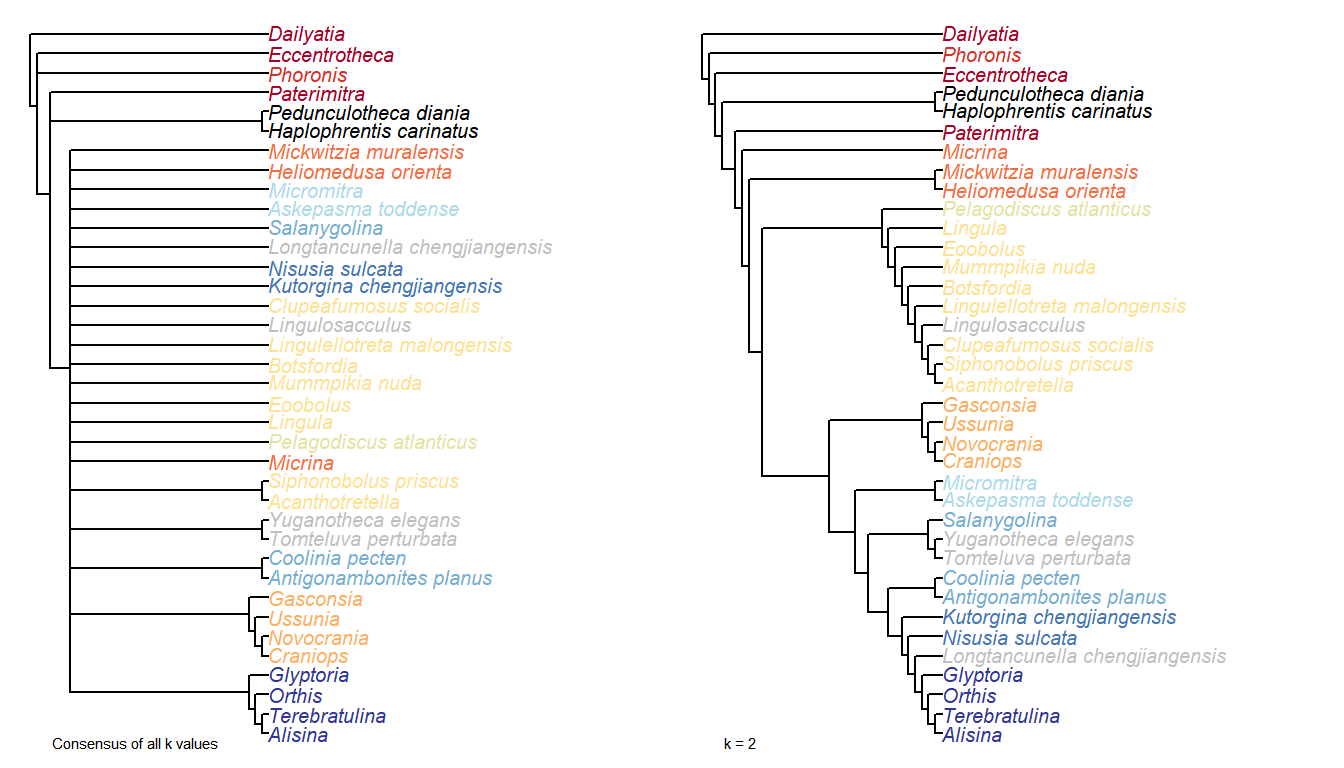 Dailyatia
Eccentrotheca
Phoronis
Paterimitra
Pedunculotheca diania
Haplophrentis carinatus
Mickwitzia muralensis
Heliomedusa orienta
Micromitra
Askepasma toddense
Salanygolina
Longtancunella chengjiangensis
Nisusia sulcata
Kutorgina chengjiangensis
Clupeafumosus socialis
Lingulosacculus
Lingulellotreta malongensis
Botsfordia
Mummpikia nuda
Eoobolus
Lingula
Pelagodiscus atlanticus
Micrina
Siphonobolus priscus
Acanthotretella
Yuganotheca elegans
Tomteluva perturbata
Coolinia pecten
Antigonambonites planus
Gasconsia
Ussunia
Novocrania
Craniops
Glyptoria
Orthis
Terebratulina
Alisina
Consensus of all k values
Dailyatia
Phoronis
Eccentrotheca
Pedunculotheca diania
Haplophrentis carinatus
Paterimitra
Micrina
Mickwitzia muralensis
Heliomedusa orienta
Pelagodiscus atlanticus
Lingula
Eoobolus
Mummpikia nuda
Botsfordia
Lingulellotreta malongensis
Lingulosacculus
Clupeafumosus socialis
Siphonobolus priscus
Acanthotretella
Gasconsia
Ussunia
Novocrania
Craniops
Micromitra
Askepasma toddense
Salanygolina
Yuganotheca elegans
Tomteluva perturbata
Coolinia pecten
Antigonambonites planus
Kutorgina chengjiangensis
Nisusia sulcata
Longtancunella chengjiangensis
Glyptoria
Orthis
Terebratulina
Alisina
k = 2